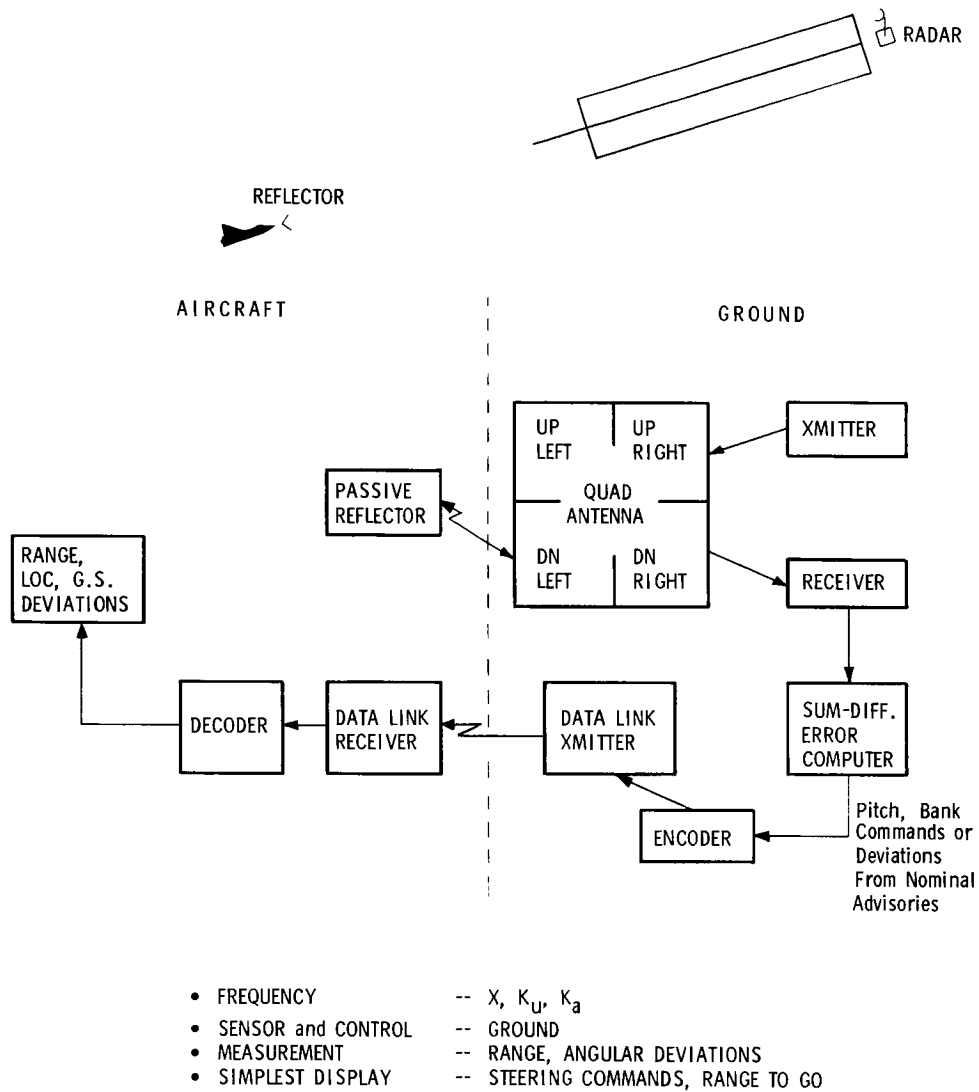 RADAR
REFLECTOR
AIRCRAFT
GROUND
UP
LEFT
UP
RIGHT
QUAD
ANTENNA
DN
LEFT
DN
RIGHT
XMITTER
PASSIVE
REFLECTOR
RECEIVER
RANGE,
LOC, G.S.
DEVIATIONS
DECODER
DATA LINK
RECEIVER
DATA LINK
XMITTER
SUM-DIFF.
ERROR
COMPUTER
ENCODER
Pitch, Bank
Commands or
Deviations
From Nominal
Advisories
• FREQUENCY -- X, Ku, Ka
• SENSOR and CONTROL -- GROUND
• MEASUREMENT -- RANGE, ANGULAR DEVIATIONS
• SIMPLEST DISPLAY -- STEERING COMMANDS, RANGE TO GO